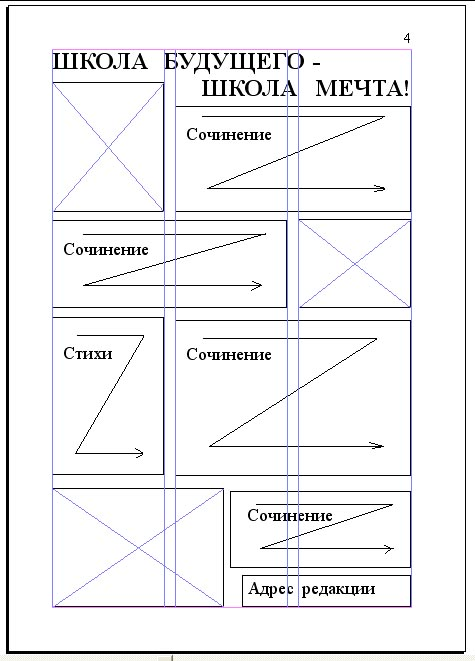 4
ШКОЛА БУДУЩЕГО -
ШКОЛА МЕЧТА!
Сочинение
Сочинение
Стихи
Сочинение
Сочинение
Адрес редакции